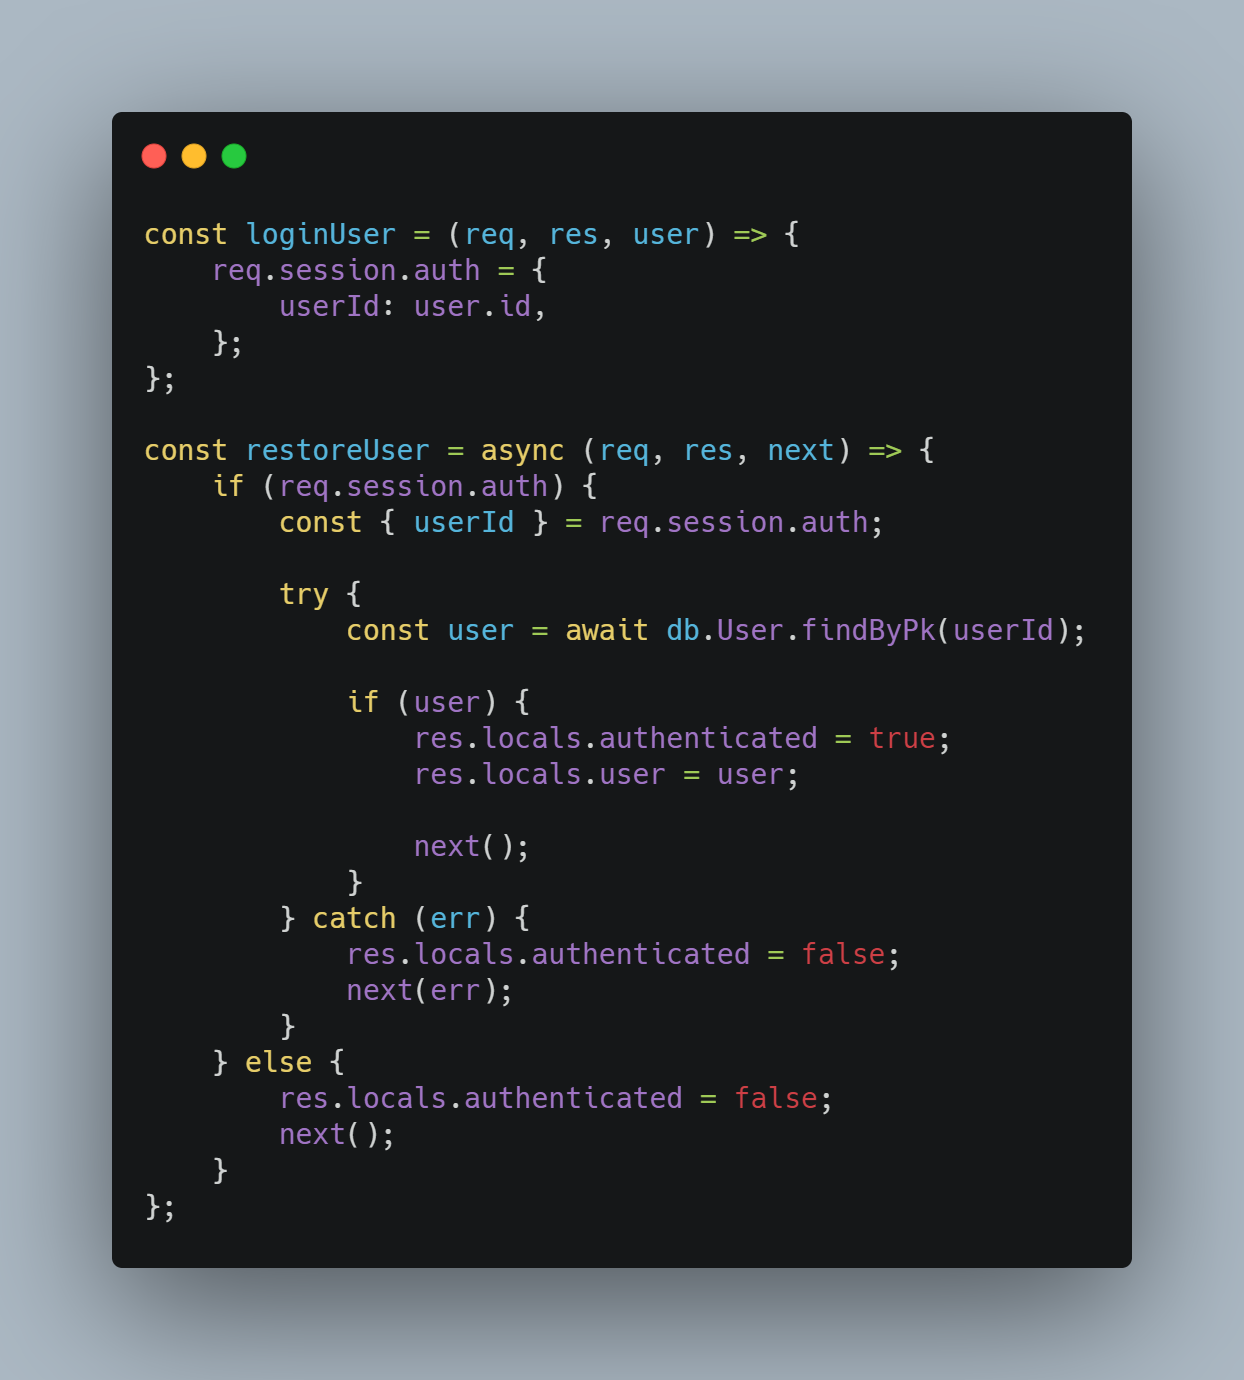 const loginUser = (req, res, user) => {
    req.session.auth = {
        userId: user.id,
    };
};

const restoreUser = async (req, res, next) => {
    if (req.session.auth) {
        const { userId } = req.session.auth;

        try {
            const user = await db.User.findByPk(userId);

            if (user) {
                res.locals.authenticated = true;
                res.locals.user = user;

                next();
            }
        } catch (err) {
            res.locals.authenticated = false;
            next(err);
        }
    } else {
        res.locals.authenticated = false;
        next();
    }
};